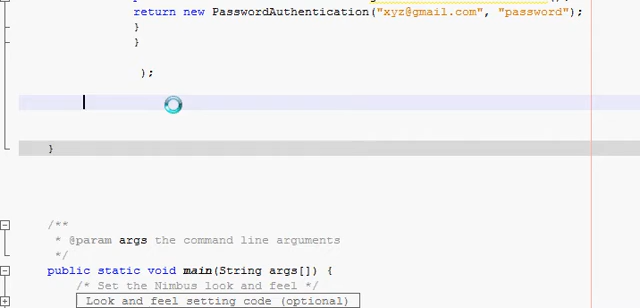 return new PasswordAuthentication("xyz@gmail.com", "password");
}
}
);
}
/**
* @param args the command line arguments
*/
public static void main(String args[]) {
/* Set the Nimbus look and feel */
Look and feel setting code (optional)